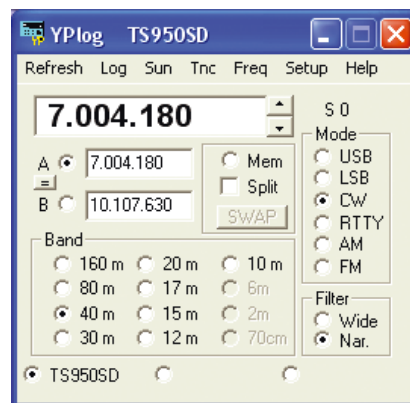 YPlog TS950SD
Refresh Log Sun Tnc Freq Setup Help
7.004.180
S 0
A 7.004.180
=
B 10.107.630
Mem
Split
SWAP
Mode
USB
LSB
CW
RTTY
AM
FM
Band
160 m 20 m 10 m
80 m 17 m 6m
40 m 15 m 2m
30 m 12 m 70cm
Filter
Wide
Nar.
TS950SD